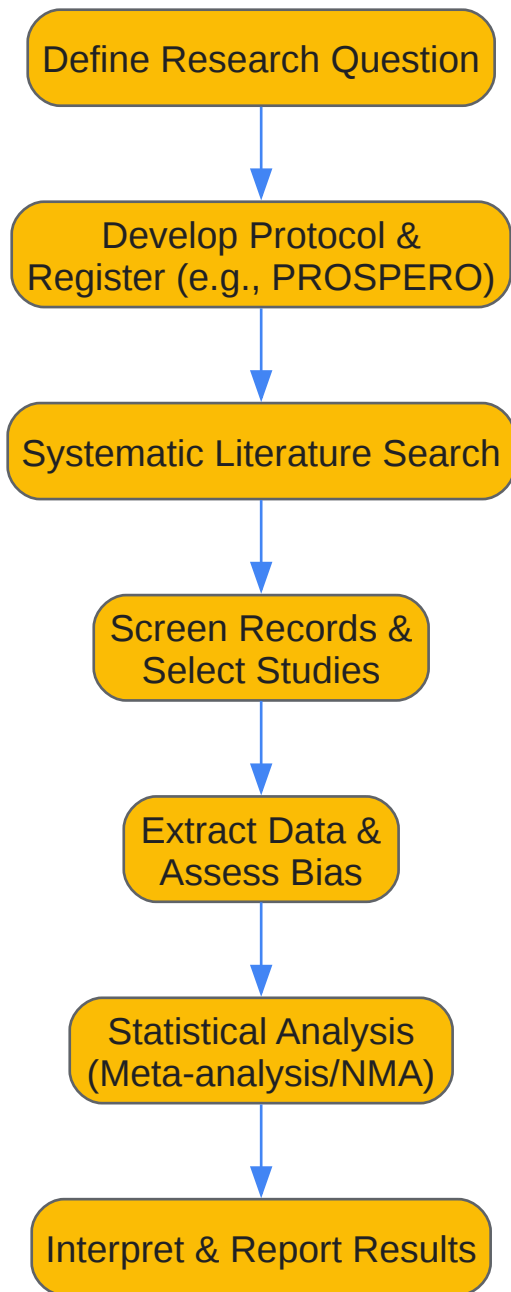 Define Research Question
Develop Protocol &
Register (e.g., PROSPERO)
Systematic Literature Search
Screen Records &
Select Studies
Extract Data &
Assess Bias
Statistical Analysis
(Meta-analysis/NMA)
Interpret & Report Results